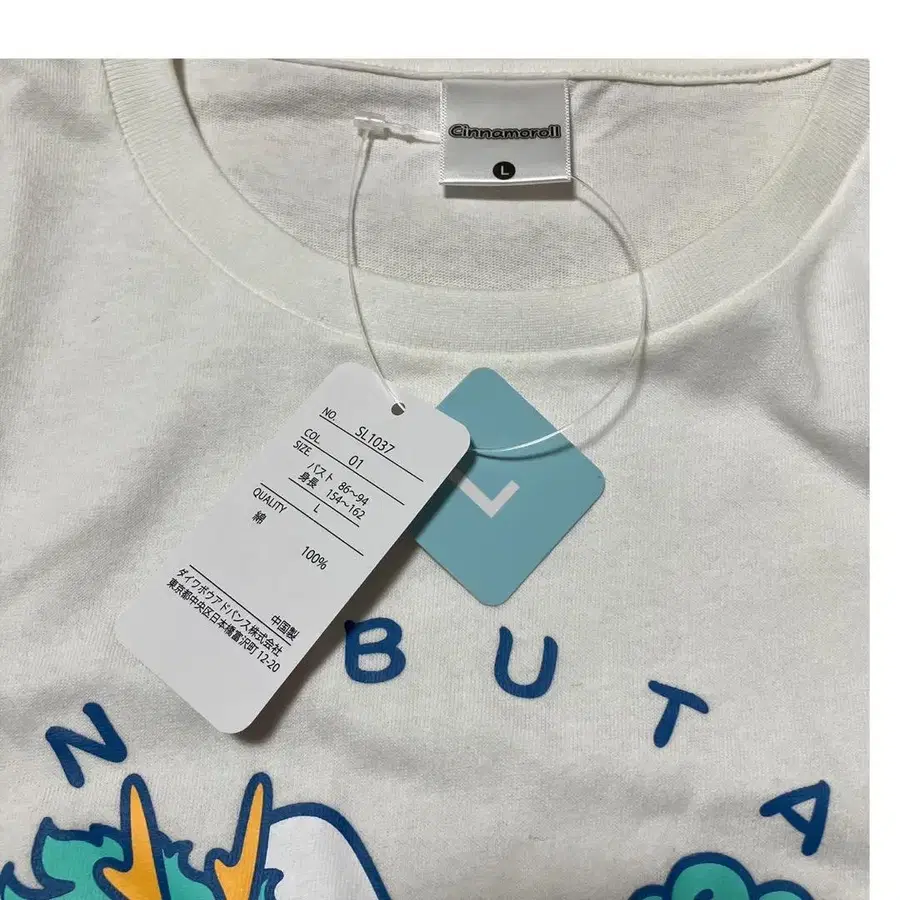 Cinnamoroll
L
NO. SL1037
COL. 01
SIZE バスト 86～94
身長 154～162
L
QUALITY
綿 100%
中国製
ダイワボウアドバンス株式会社
東京都中央区日本橋富沢町 12-20
L
N BUTA